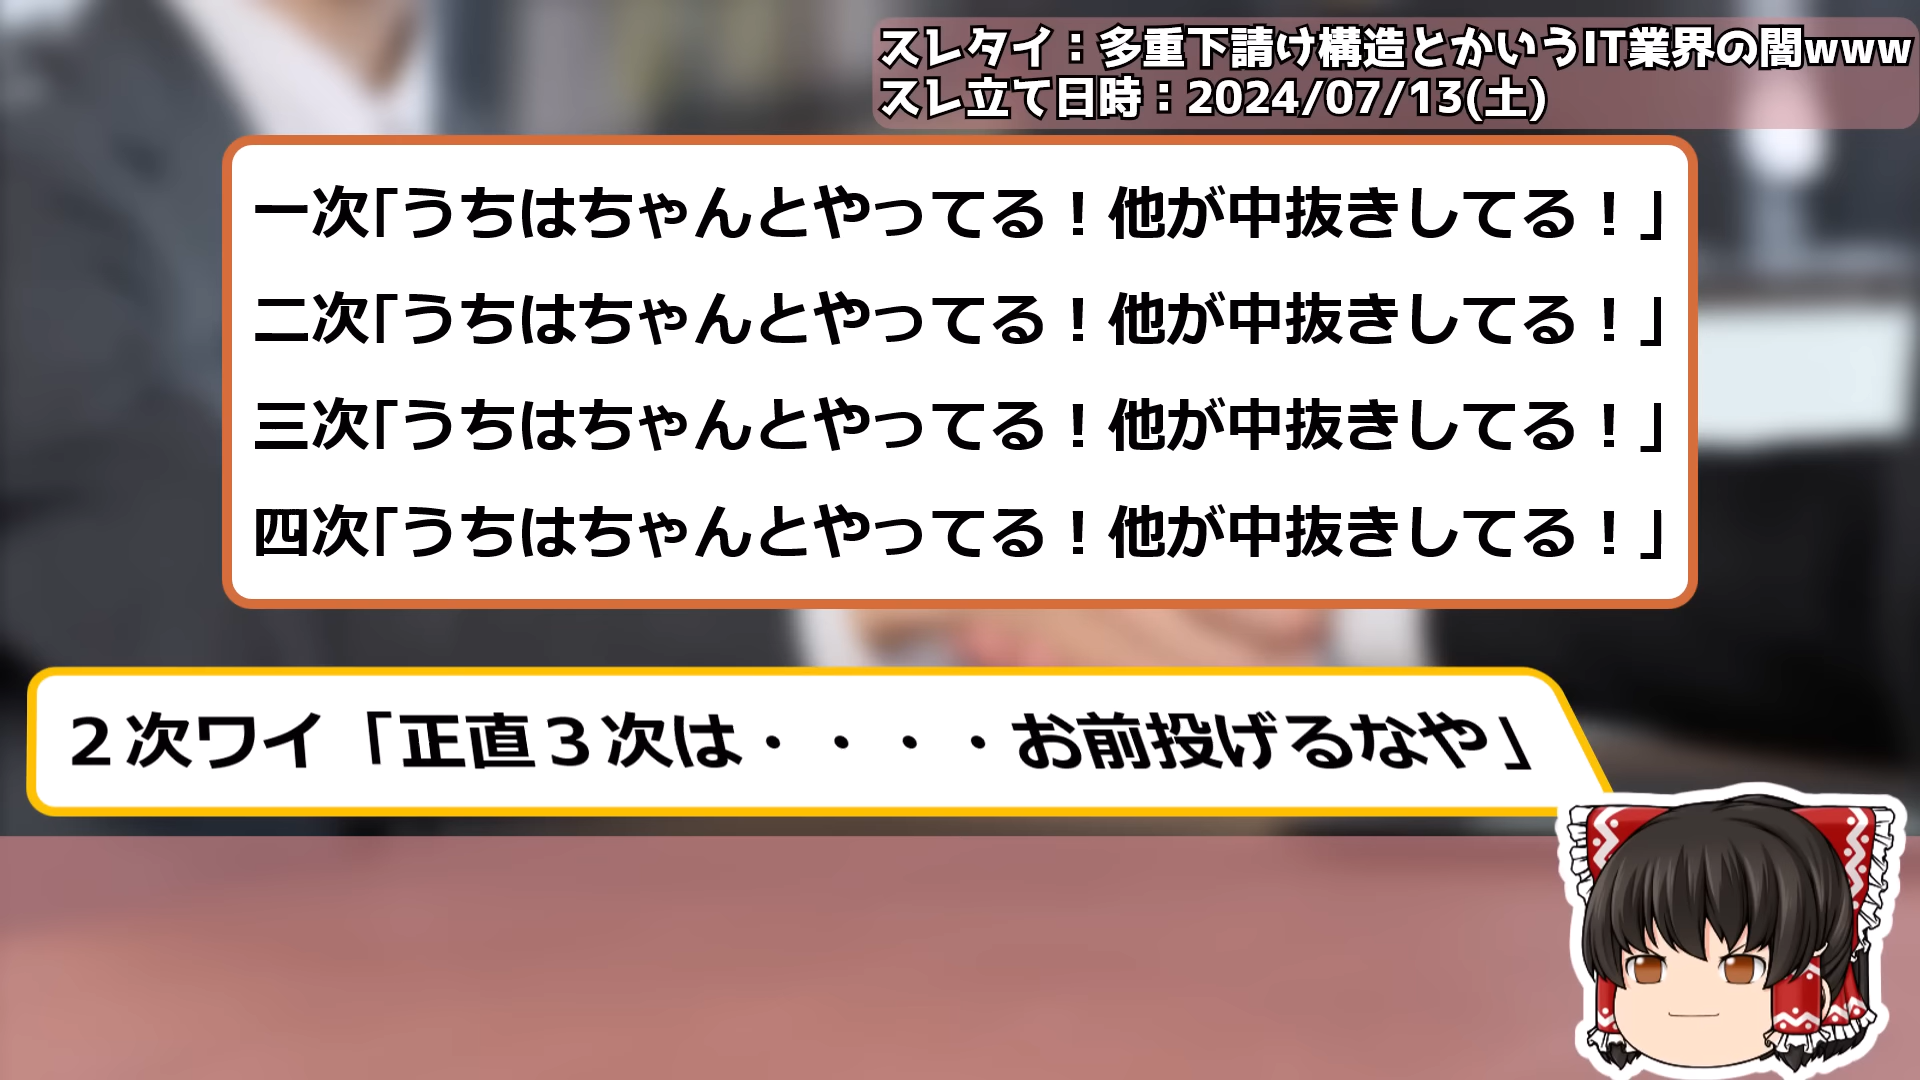 スレタイ：多重下請け構造とかいうIT業界の闇www
スレ立て日時：2024/07/13(土)
一次「うちはちゃんとやってる！他が中抜きしてる！」
二次「うちはちゃんとやってる！他が中抜きしてる！」
三次「うちはちゃんとやってる！他が中抜きしてる！」
四次「うちはちゃんとやってる！他が中抜きしてる！」
２次ワイ「正直３次は・・・・お前投げるなや」